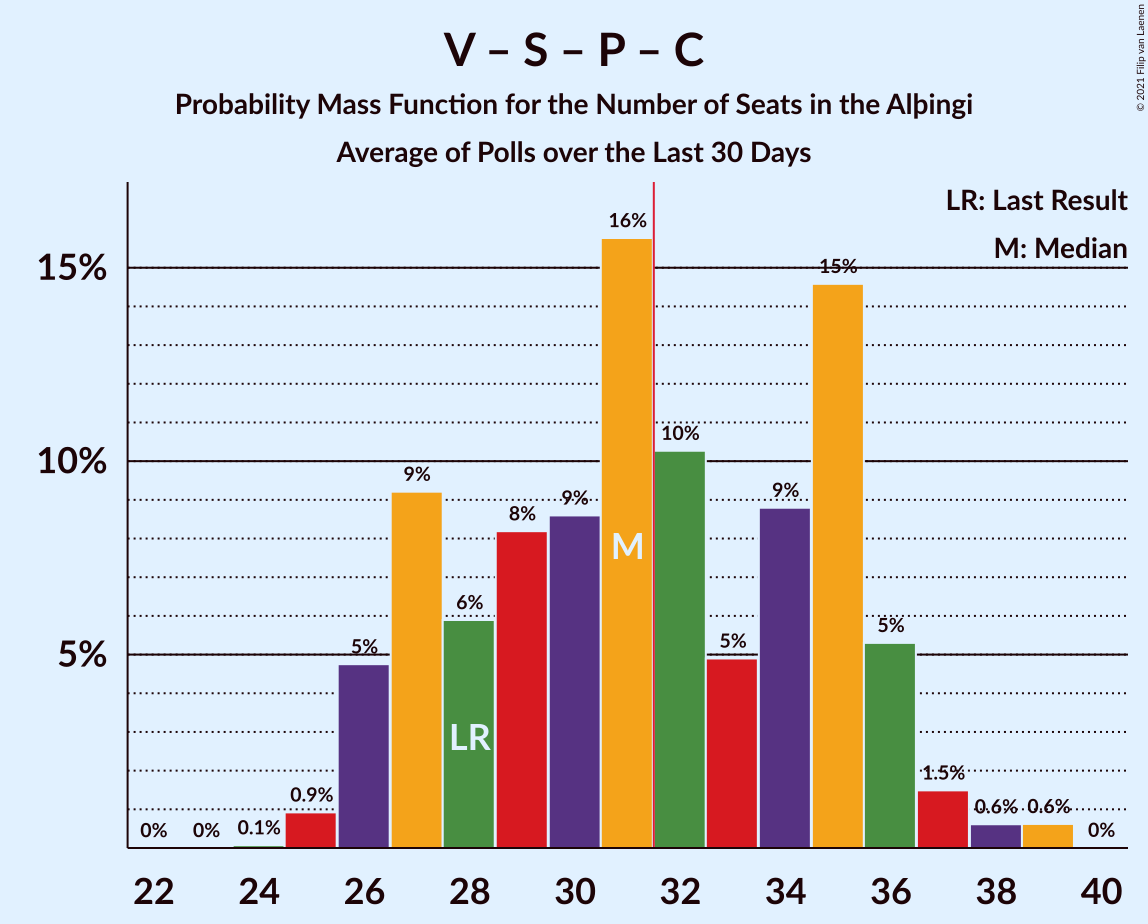 V – S – P – C
Probability Mass Function for the Number of Seats in the Alþingi
Average of Polls over the Last 30 Days
© 2021 Filip van Laenen
LR: Last Result
M: Median
15%
10%
5%
0%
0%
0.1%
0.9%
5%
9%
6%
8%
9%
16%
10%
5%
9%
15%
5%
1.5%
0.6%
0.6%
0%
LR
M
22 24 26 28 30 32 34 36 38 40